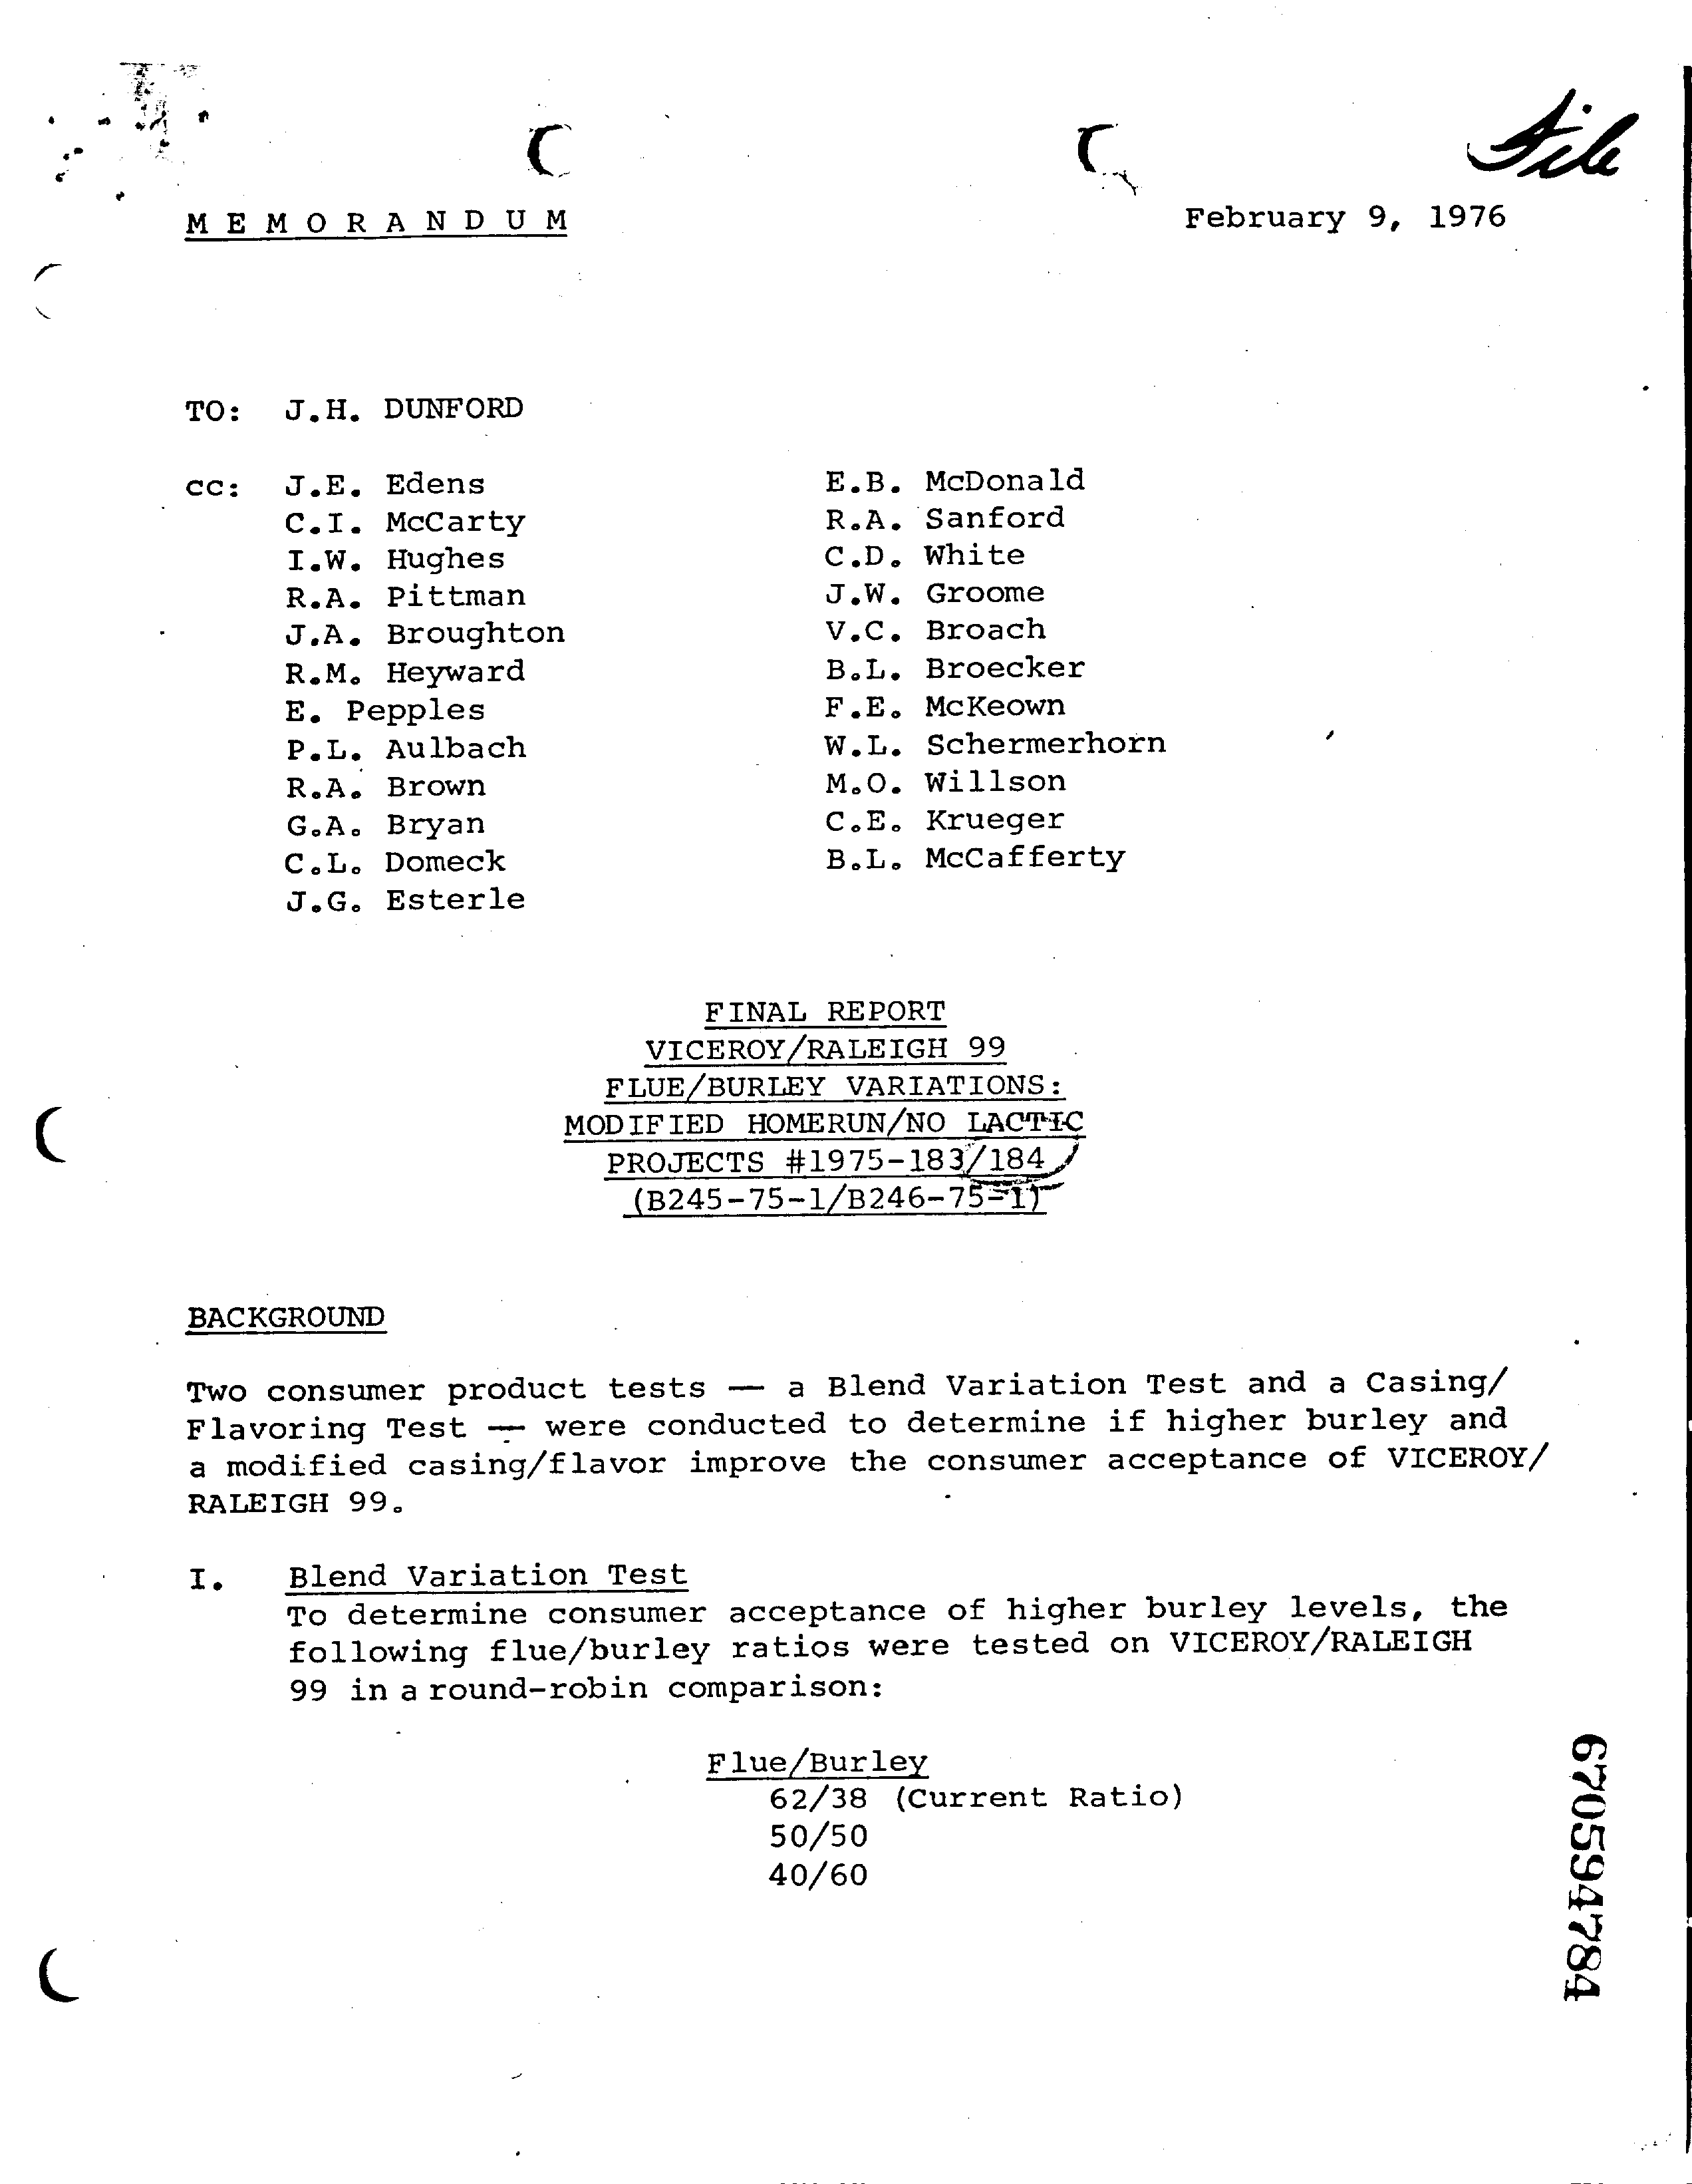 File
M E M O R A N D U M
February 9, 1976
TO: J.H. DUNFORD
cc: J.E. Edens
C.I. McCarty
I.W. Hughes
R.A. Pittman
J.A. Broughton
R.M. Heyward
E. Pepples
P.L. Aulbach
R.A. Brown
G.A. Bryan
C.L. Domeck
J.G. Esterle
E.B. McDonald
R.A. Sanford
C.D. White
J.W. Groome
V.C. Broach
B.L. Broecker
F.E. McKeown
W.L. Schermerhorn
M.O. Willson
C.E. Krueger
B.L. McCafferty
FINAL REPORT
VICEROY/RALEIGH 99
FLUE/BURLEY VARIATIONS:
MODIFIED HOMERUN/NO LACTIC
PROJECTS #1975-183/184
(B245-75-1/B246-75-1)
BACKGROUND
Two consumer product tests — a Blend Variation Test and a Casing/
Flavoring Test — were conducted to determine if higher burley and
a modified casing/flavor improve the consumer acceptance of VICEROY/
RALEIGH 99.
I. Blend Variation Test
To determine consumer acceptance of higher burley levels, the
following flue/burley ratios were tested on VICEROY/RALEIGH
99 in a round-robin comparison:
Flue/Burley
62/38 (Current Ratio)
50/50
40/60
670594784